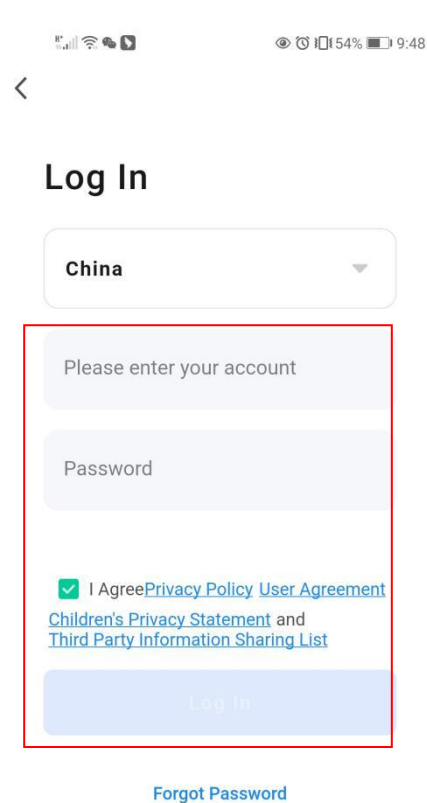 54% 9:48
Log In
China
Please enter your account
Password
I AgreePrivacy Policy User Agreement
Children's Privacy Statement and
Third Party Information Sharing List
Log In
Forgot Password